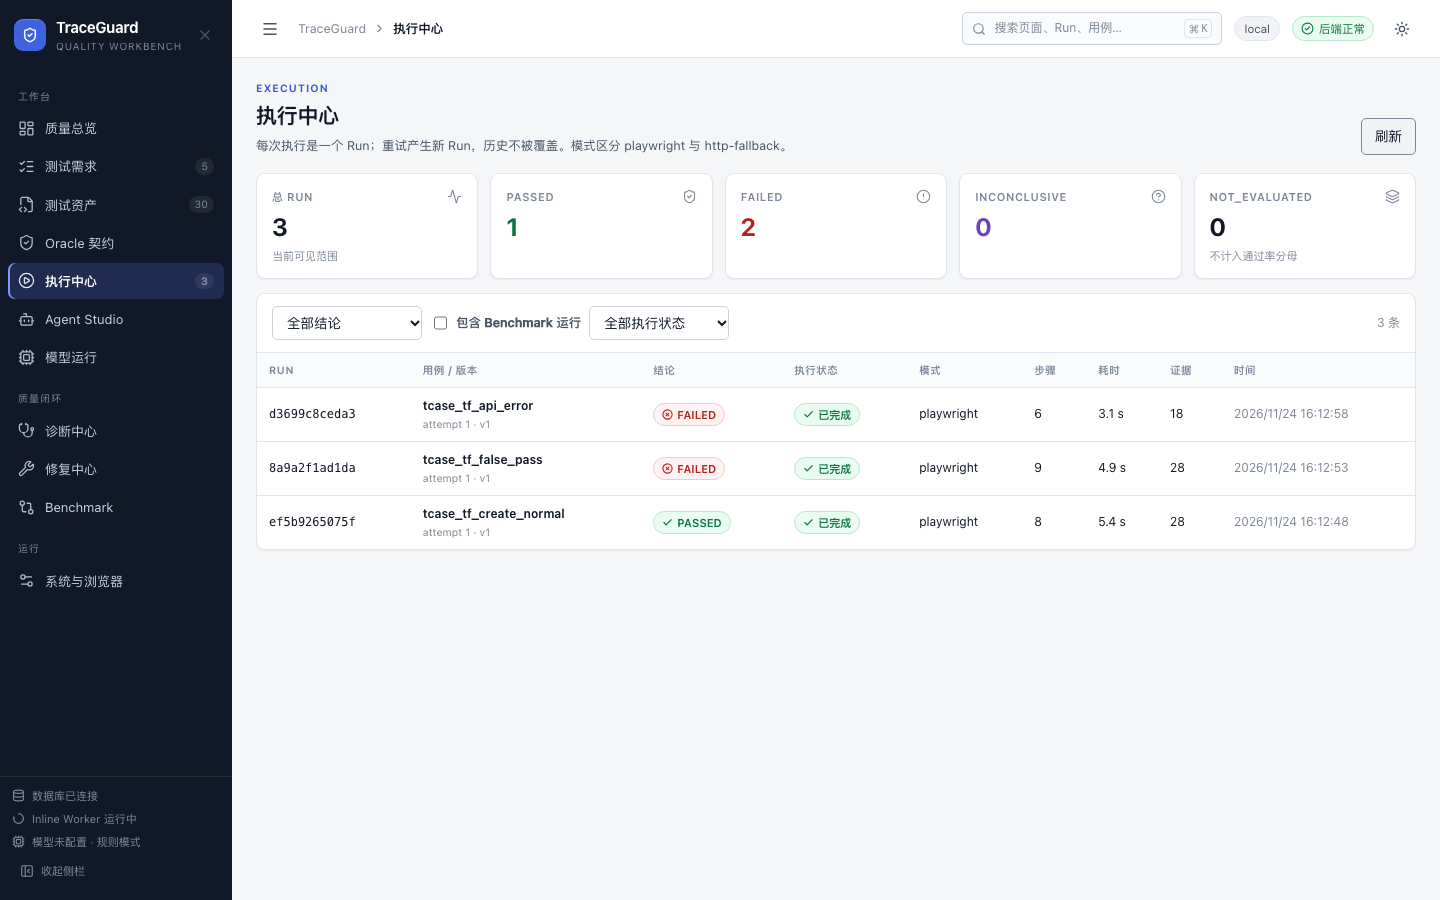 TraceGuard
QUALITY WORKBENCH
工作台
质量总览
测试需求 5
测试资产 30
Oracle 契约
执行中心 3
Agent Studio
模型运行
质量闭环
诊断中心
修复中心
Benchmark
运行
系统与浏览器
数据库已连接
Inline Worker 运行中
模型未配置 · 规则模式
收起侧栏
TraceGuard > 执行中心
搜索页面、Run、用例... ⌘ K
local
后端正常
EXECUTION
执行中心
每次执行是一个 Run；重试产生新 Run，历史不被覆盖。模式区分 playwright 与 http-fallback。
刷新
RUN
3
当前可见范围
PASSED
1
FAILED
2
INCONCLUSIVE
0
NOT_EVALUATED
0
不计入通过率分母
全部结论 包含 Benchmark 运行 全部执行状态 3 条
RUN 用例 / 版本 结论 执行状态 模式 步骤 耗时 证据 时间
d3699c8ceda3 tcase_tf_api_error FAILED 已完成 playwright 6 3.1 s 18 2026/11/24 16:12:58
attempt 1 · v1
8a9a2f1ad1da tcase_tf_false_pass FAILED 已完成 playwright 9 4.9 s 28 2026/11/24 16:12:53
attempt 1 · v1
ef5b9265075f tcase_tf_create_normal PASSED 已完成 playwright 8 5.4 s 28 2026/11/24 16:12:48
attempt 1 · v1